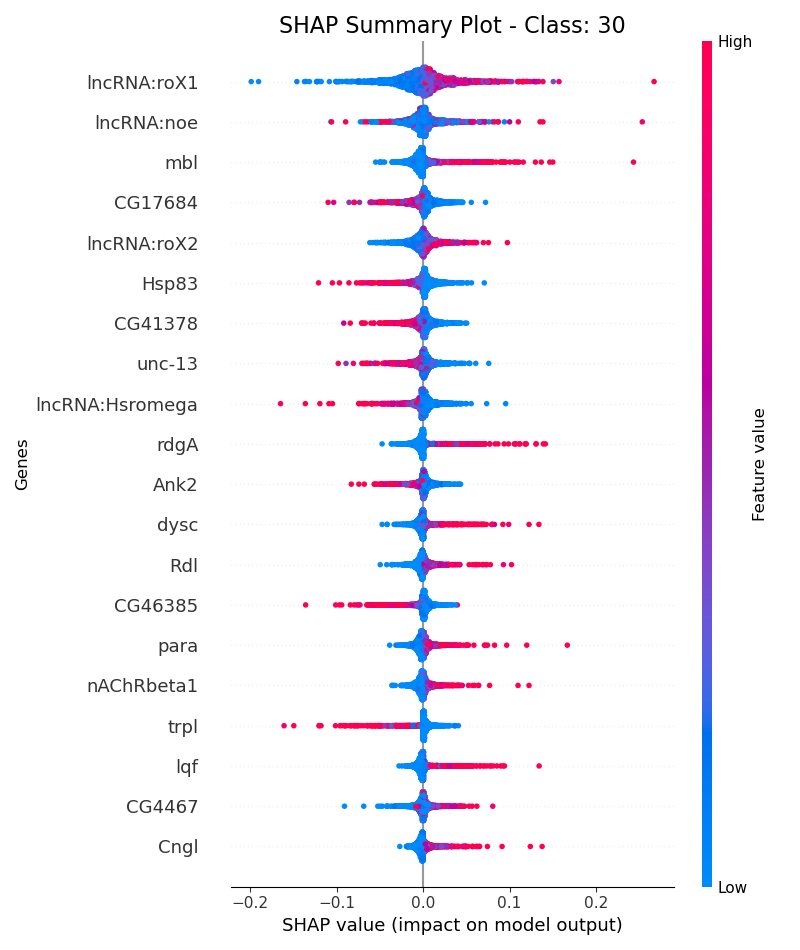 SHAP Summary Plot - Class: 30
High
lncRNA:roX1
lncRNA:noe
mbl
CG17684
lncRNA:roX2
Hsp83
CG41378
unc-13
lncRNA:Hsromega
rdgA
Ank2
dysc
Rdl
CG46385
para
nAChRbeta1
trpl
lqf
CG4467
Cngl
Genes
Feature value
Low
−0.2
−0.1
0.0
0.1
0.2
SHAP value (impact on model output)